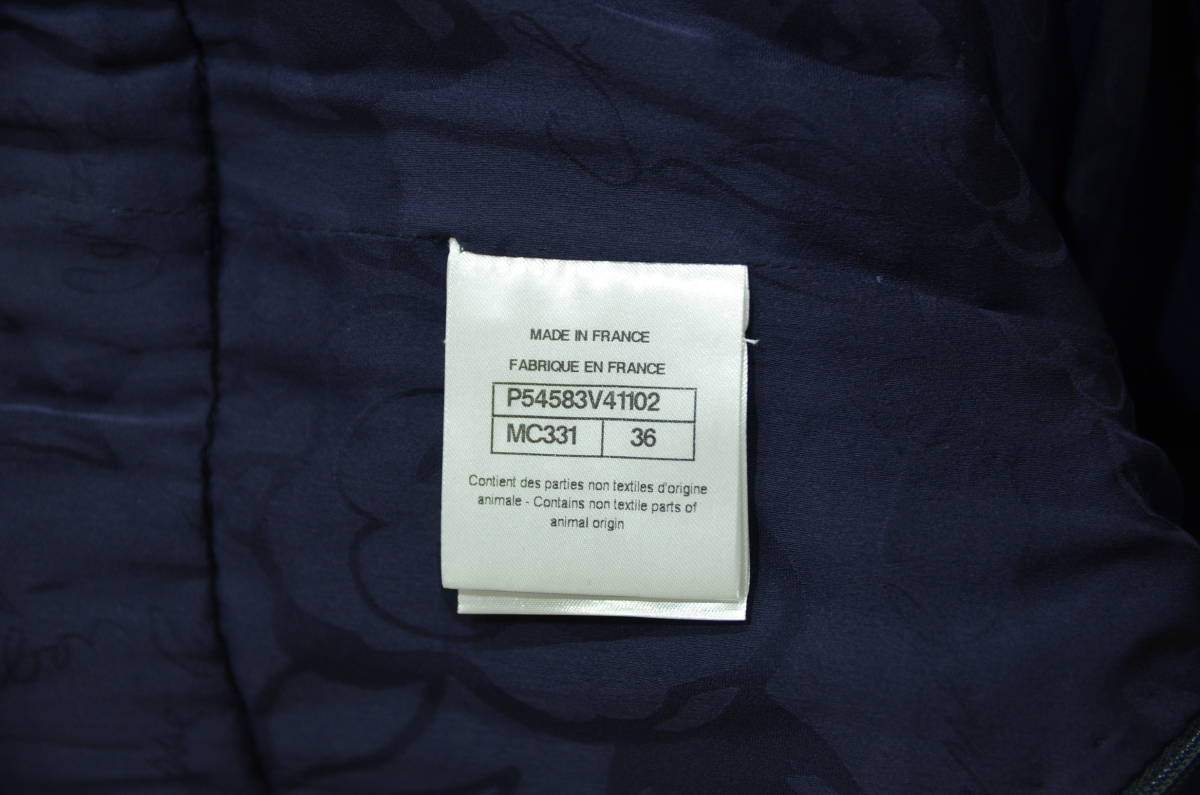 MADE IN FRANCE
FABRIQUE EN FRANCE
P54583V41102
MC331 36
Contient des parties non textiles d'origine
animale - Contains non textile parts of
animal origin